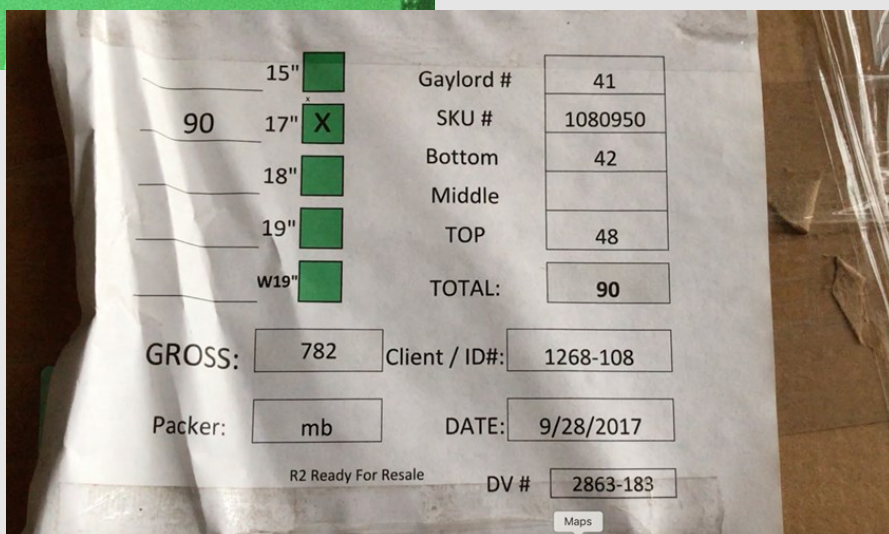 15"
90 17" X
18"
19"
W19"
Gaylord # 41
SKU # 1080950
Bottom 42
Middle
TOP 48
TOTAL: 90
GROSS: 782 Client / ID#: 1268-108
Packer: mb DATE: 9/28/2017
R2 Ready For Resale DV # 2863-183
Maps